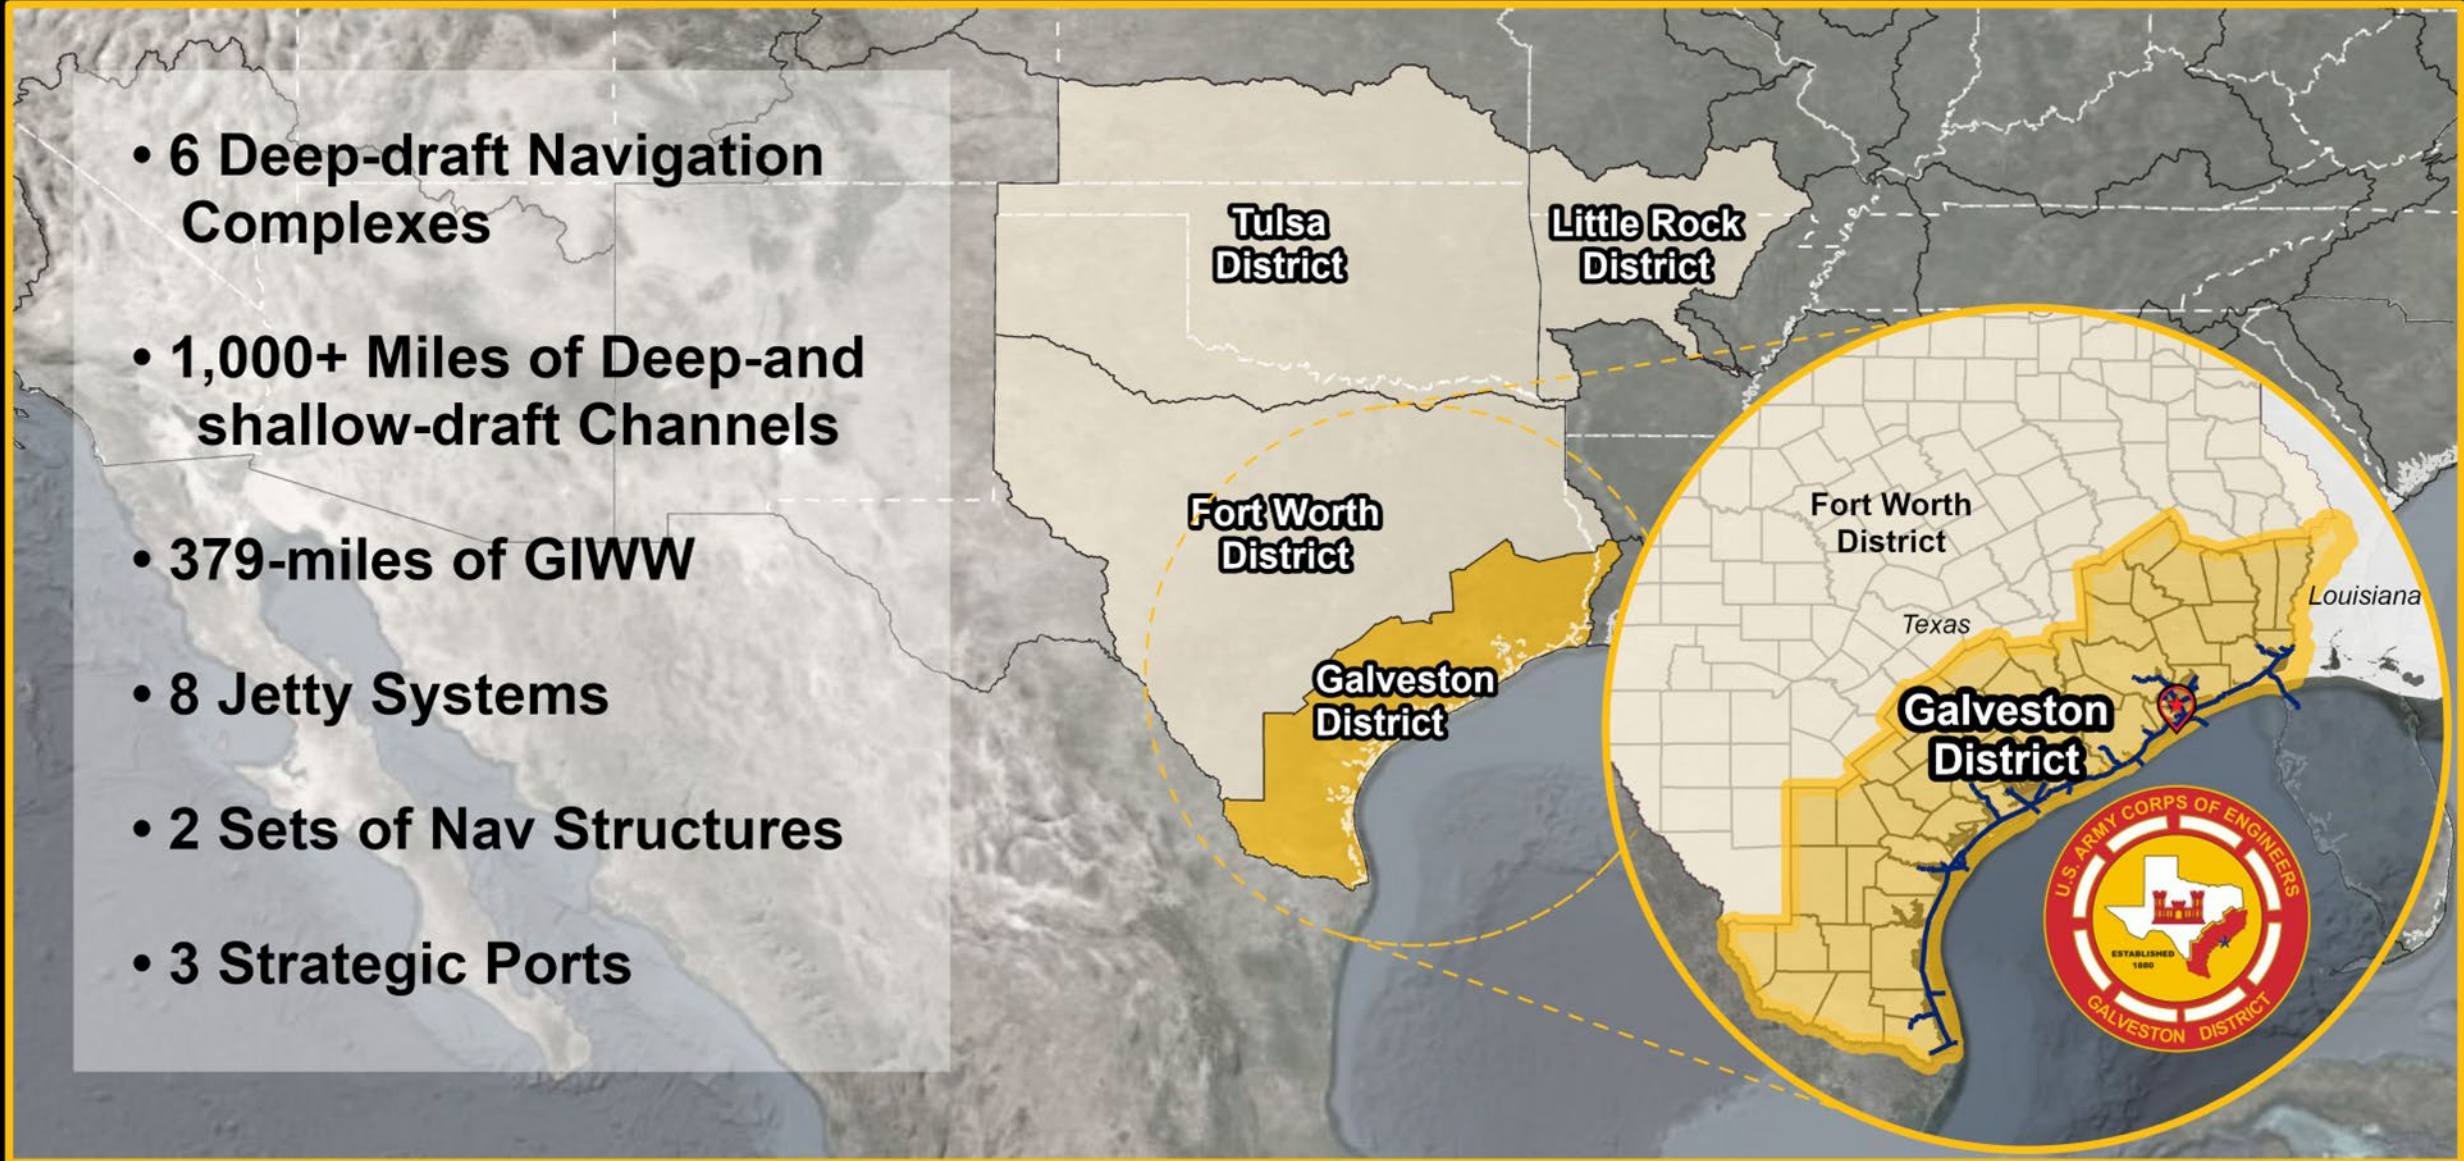 • 6 Deep-draft Navigation
Complexes
• 1,000+ Miles of Deep-and
shallow-draft Channels
• 379-miles of GIWW
• 8 Jetty Systems
• 2 Sets of Nav Structures
• 3 Strategic Ports
Tulsa
District
Little Rock
District
Fort Worth
District
Galveston
District
Fort Worth
District
Texas
Louisiana
Galveston
District
U.S. ARMY CORPS OF ENGINEERS
ESTABLISHED
1880
GALVESTON DISTRICT